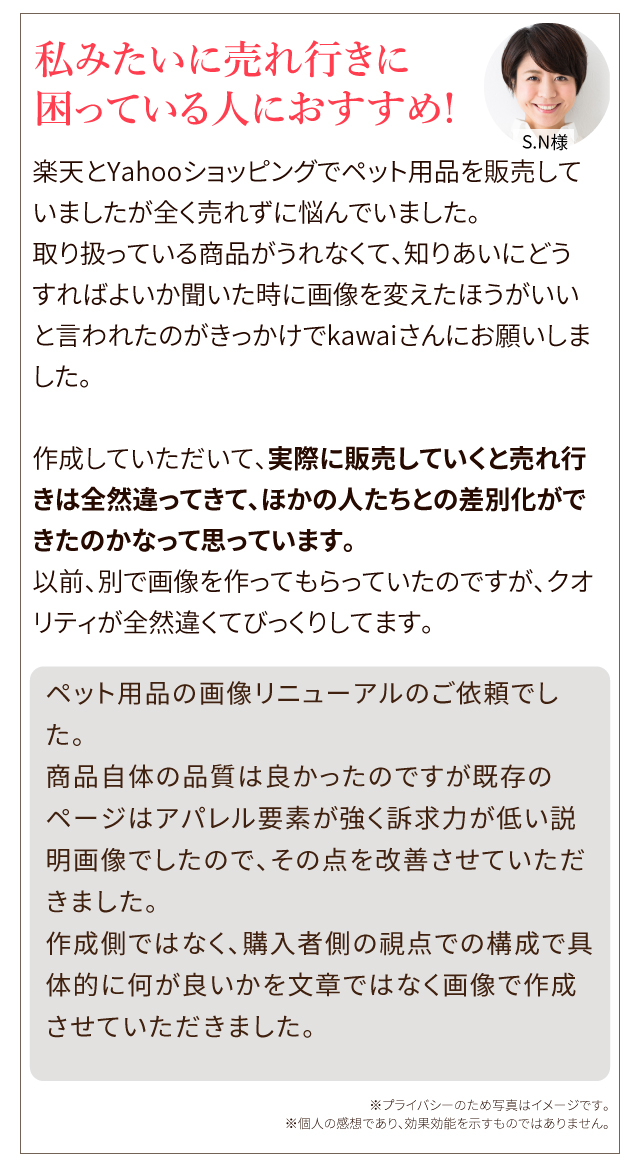 私みたいに売れ行きに
困っている人におすすめ!
S.N様
楽天とYahooショッピングでペット用品を販売して
いましたが全く売れずに悩んでいました。
取り扱っている商品がうれなくて、知りあいにどう
すればよいか聞いた時に画像を変えたほうがいい
と言われたのがきっかけでkawaiさんにお願いしま
した。
作成していただいて、実際に販売していくと売れ行
きは全然違ってきて、ほかの人たちとの差別化がで
きたのかなって思っています。
以前、別で画像を作ってもらっていたのですが、クオ
リティが全然違くてびっくりしてます。
ペット用品の画像リニューアルのご依頼でし
た。
商品自体の品質は良かったのですが既存の
ページはアパレル要素が強く訴求力が低い説
明画像でしたので、その点を改善させていただ
きました。
作成側ではなく、購入者側の視点での構成で具
体的に何が良いかを文章ではなく画像で作成
させていただきました。
※プライバシーのため写真はイメージです。
※個人の感想であり、効果効能を示すものではありません。